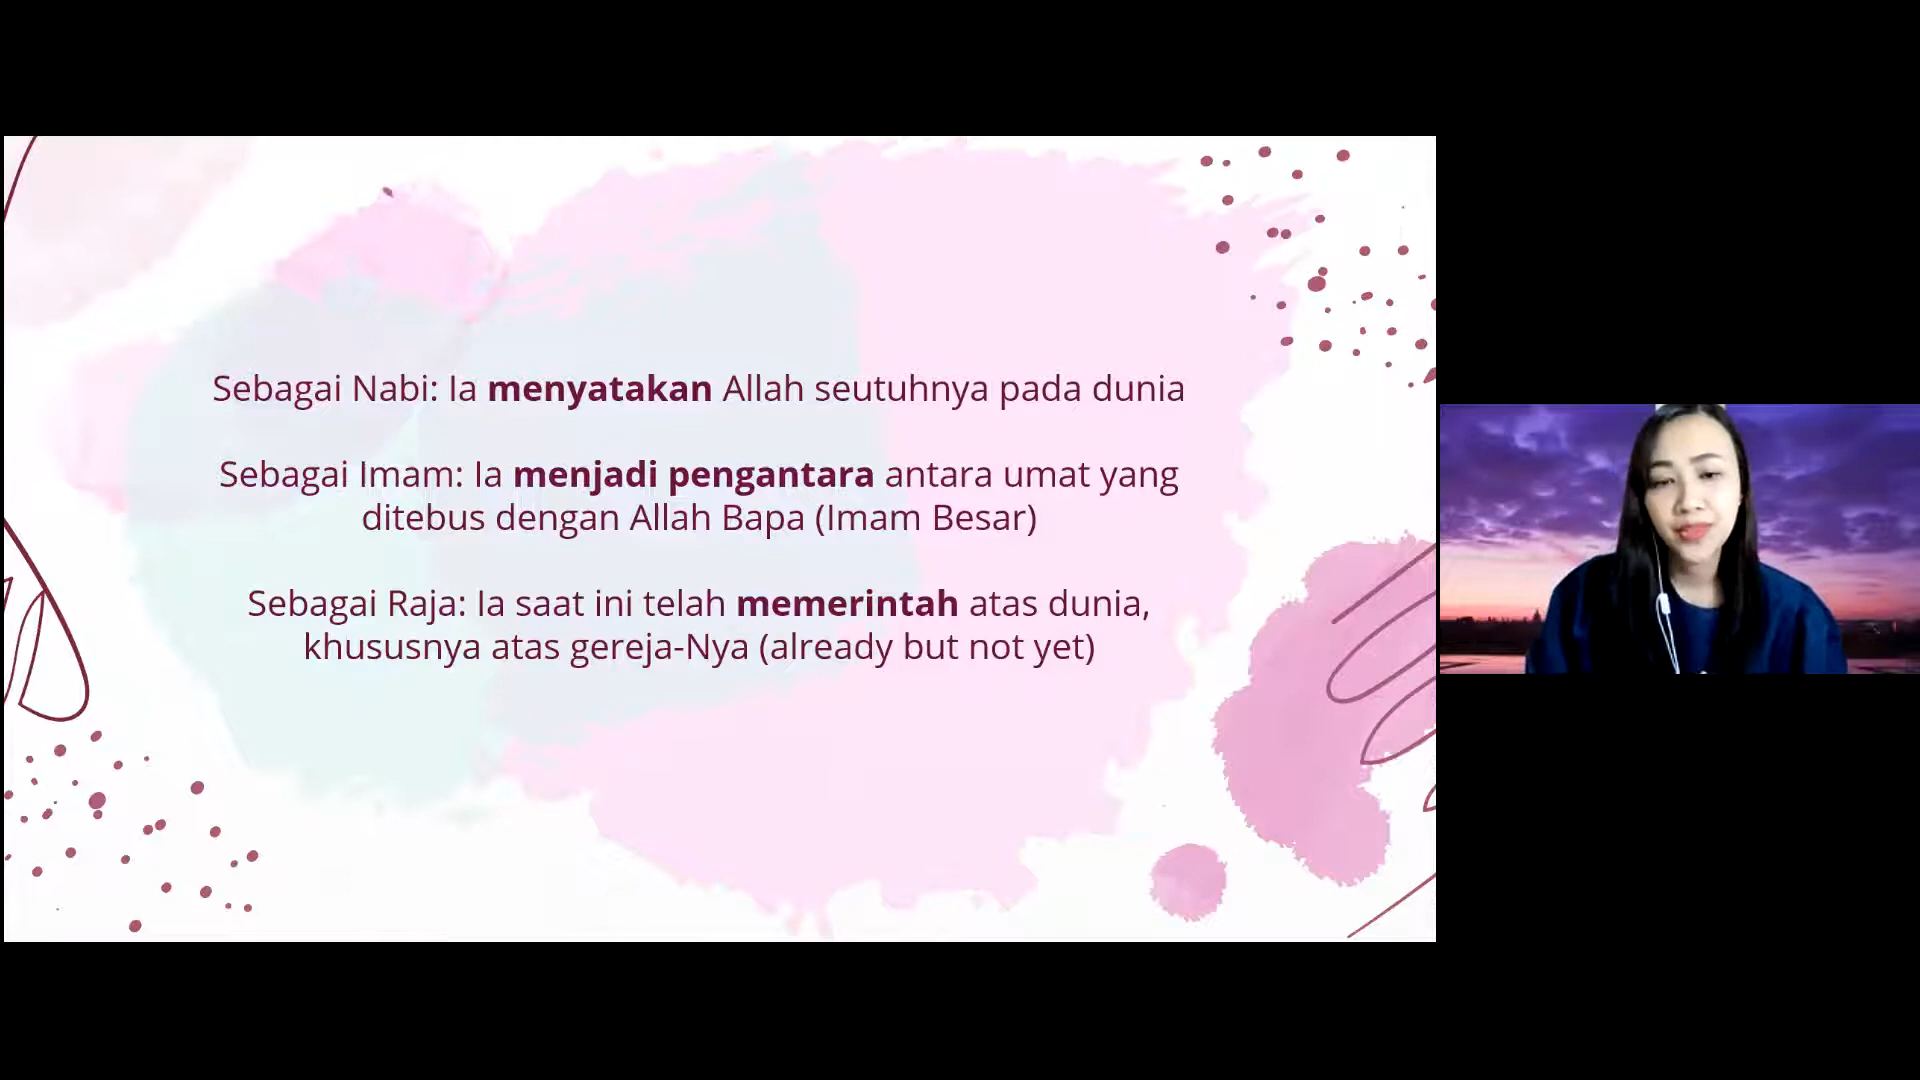 Sebagai Nabi: Ia menyatakan Allah seutuhnya pada dunia
Sebagai Imam: Ia menjadi pengantara antara umat yang
ditebus dengan Allah Bapa (Imam Besar)
Sebagai Raja: Ia saat ini telah memerintah atas dunia,
khususnya atas gereja-Nya (already but not yet)